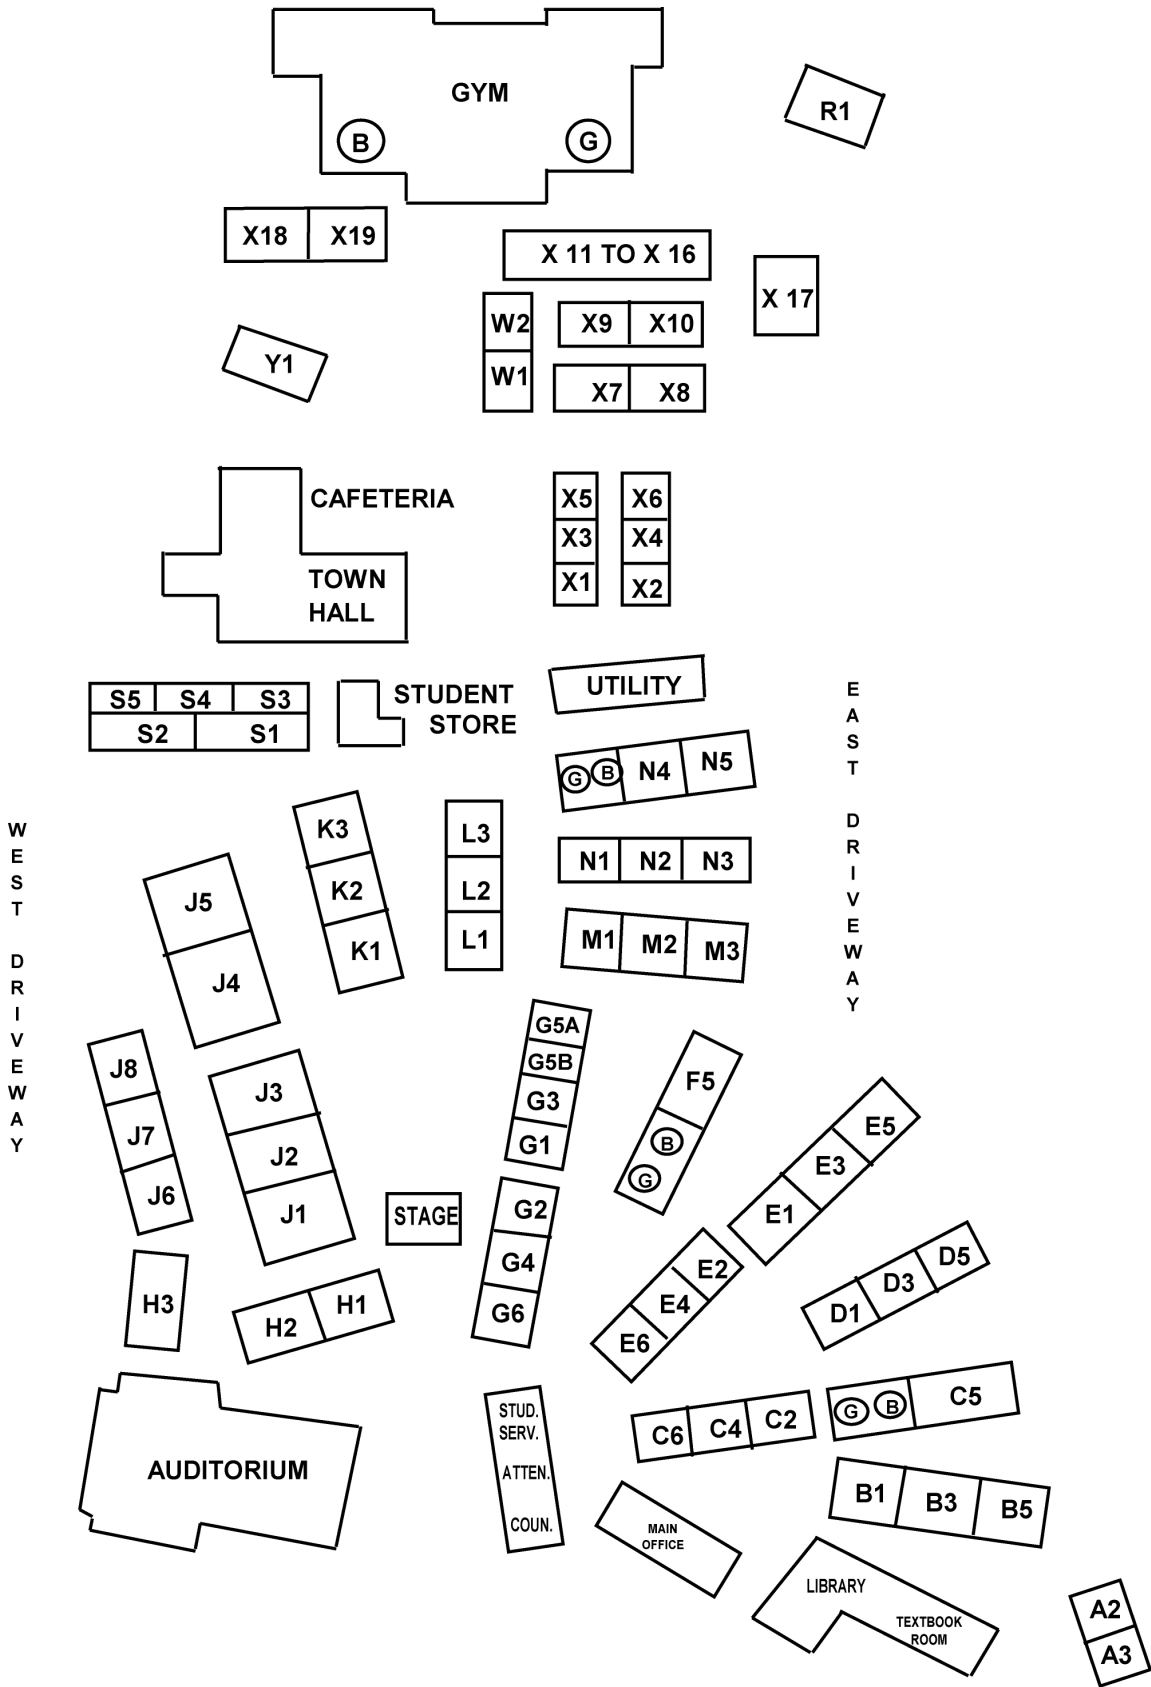 GYM
R1
B
G
X18
X19
X 11 TO X 16
X 17
W2
X9
X10
Y1
W1
X7
X8
CAFETERIA
X5
X6
X3
X4
TOWN
HALL
X1
X2
UTILITY
S5
S4
S3
STUDENT
STORE
S2
S1
G
B
N4
N5
EAST DRIVEWAY
WEST DRIVEWAY
K3
L3
N1
N2
N3
J5
K2
L2
K1
L1
M1
M2
M3
J4
G5A
G5B
J8
J3
G3
F5
J7
J2
G1
B
G
E5
E3
E1
J6
J1
STAGE
G2
G4
G6
E2
E4
E6
D5
D3
D1
H3
H2
H1
STUD.
SERV.
ATTEN.
COUN.
C6
C4
C2
G
B
C5
AUDITORIUM
B1
B3
B5
MAIN
OFFICE
LIBRARY
TEXTBOOK
ROOM
A2
A3